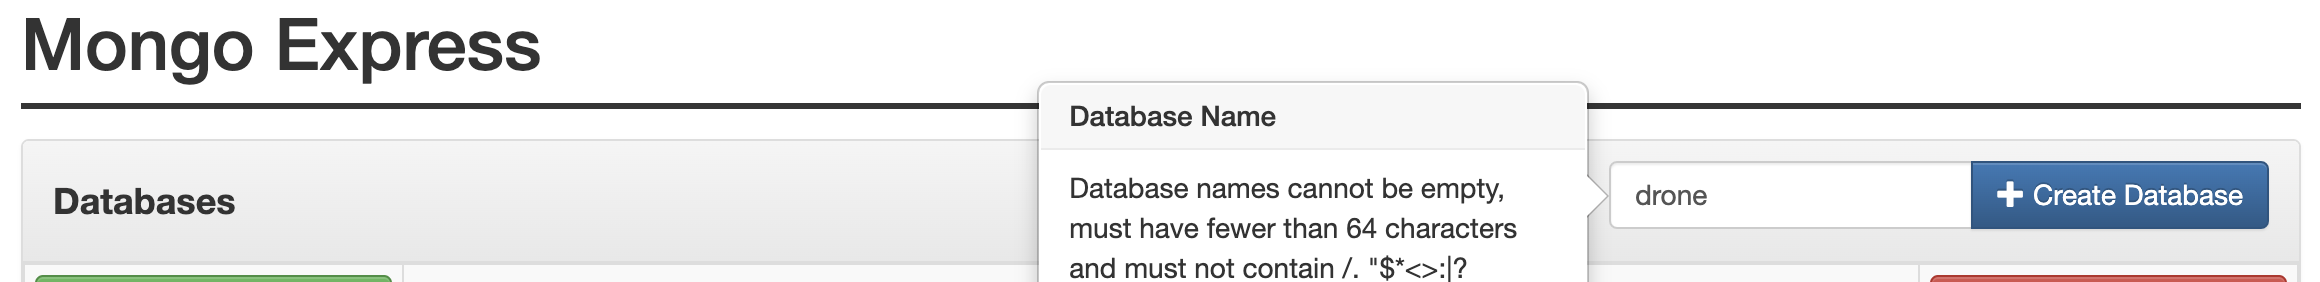 Mongo Express
Database Name
Databases
Database names cannot be empty,
must have fewer than 64 characters
and must not contain /. "$*<>:|?
drone
Create Database